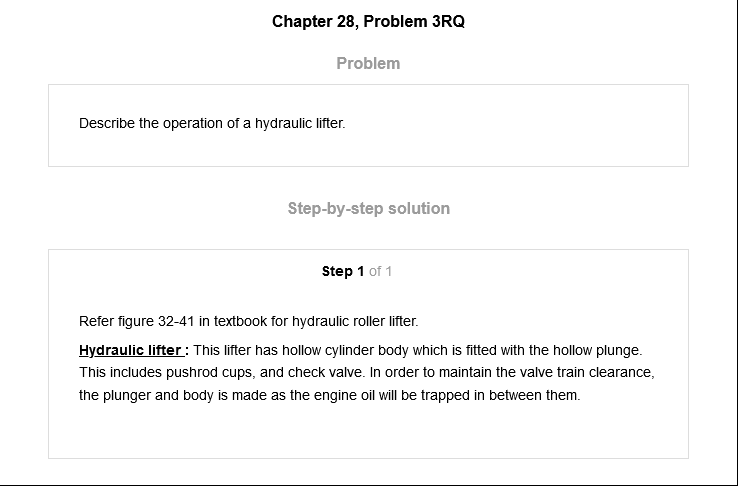 Chapter 28, Problem 3RQ
Problem
Describe the operation of a hydraulic lifter.
Step-by-step solution
Step 1 of 1
Refer figure 32-41 in textbook for hydraulic roller lifter.
Hydraulic lifter : This lifter has hollow cylinder body which is fitted with the hollow plunge.
This includes pushrod cups, and check valve. In order to maintain the valve train clearance,
the plunger and body is made as the engine oil will be trapped in between them.